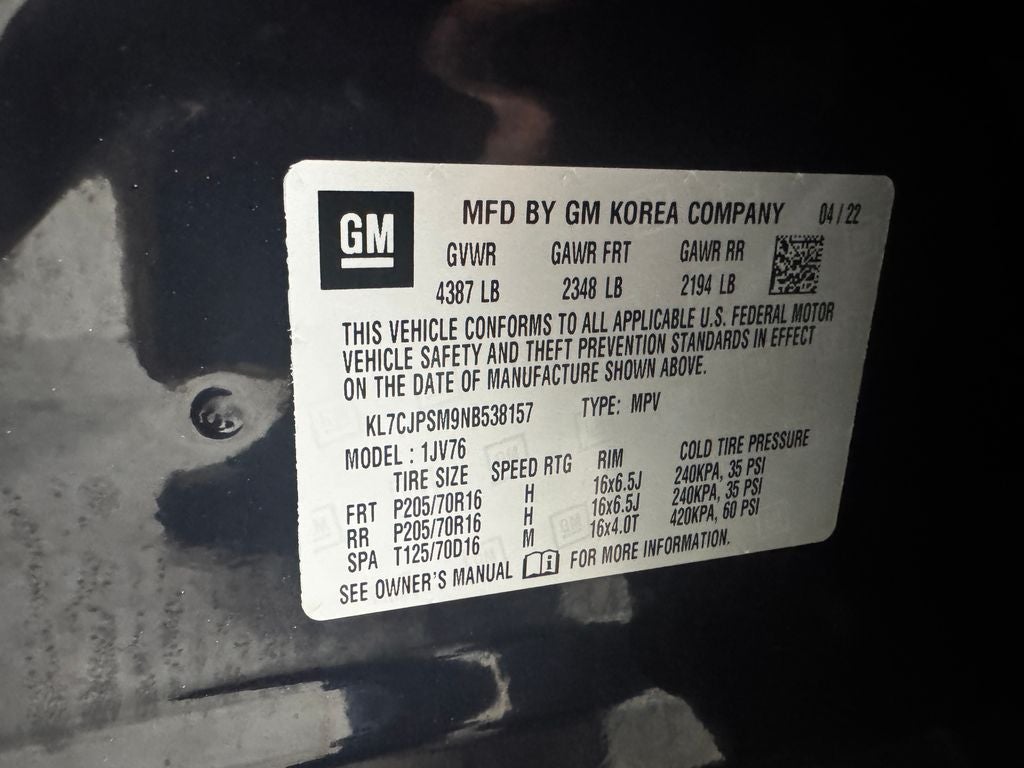 GM
MFD BY GM KOREA COMPANY 04/22
GVWR GAWR FRT GAWR RR
4387 LB 2348 LB 2194 LB
THIS VEHICLE CONFORMS TO ALL APPLICABLE U.S. FEDERAL MOTOR
VEHICLE SAFETY AND THEFT PREVENTION STANDARDS IN EFFECT
ON THE DATE OF MANUFACTURE SHOWN ABOVE.
KL7CJPSM9NB538157 TYPE: MPV
MODEL : 1JV76
TIRE SIZE SPEED RTG RIM COLD TIRE PRESSURE
FRT P205/70R16 H 16x6.5J 240KPA, 35 PSI
RR P205/70R16 H 16x6.5J 240KPA, 35 PSI
SPA T125/70D16 M 16x4.0T 420KPA, 60 PSI
SEE OWNER'S MANUAL FOR MORE INFORMATION.